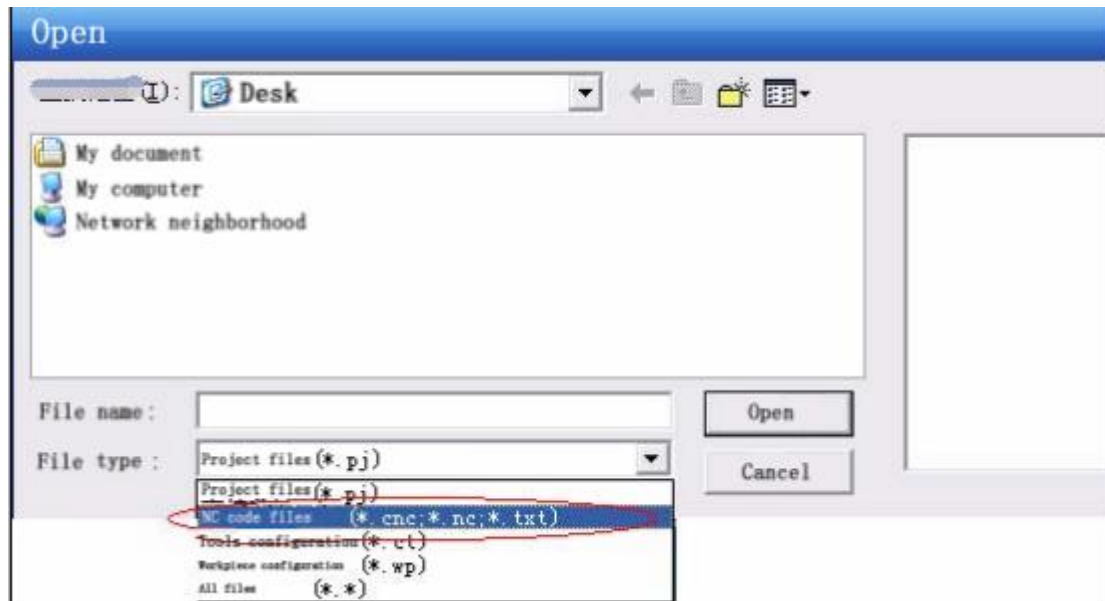 Open
(I):
Desk
My document
My computer
Network neighborhood
File name:
Open
File type:
Project files(*.pj)
Cancel
Project files(*.pj)
NC code files (*.cnc;*.nc;*.txt)
Tools configuration(*.ct)
Workpiece configuration (*.wp)
All files (*.*)